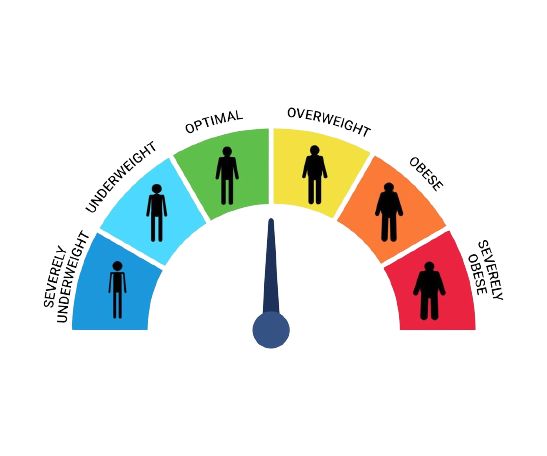 SEVERELY
UNDERWEIGHT
UNDERWEIGHT
OPTIMAL
OVERWEIGHT
OBESE
SEVERELY
OBESE